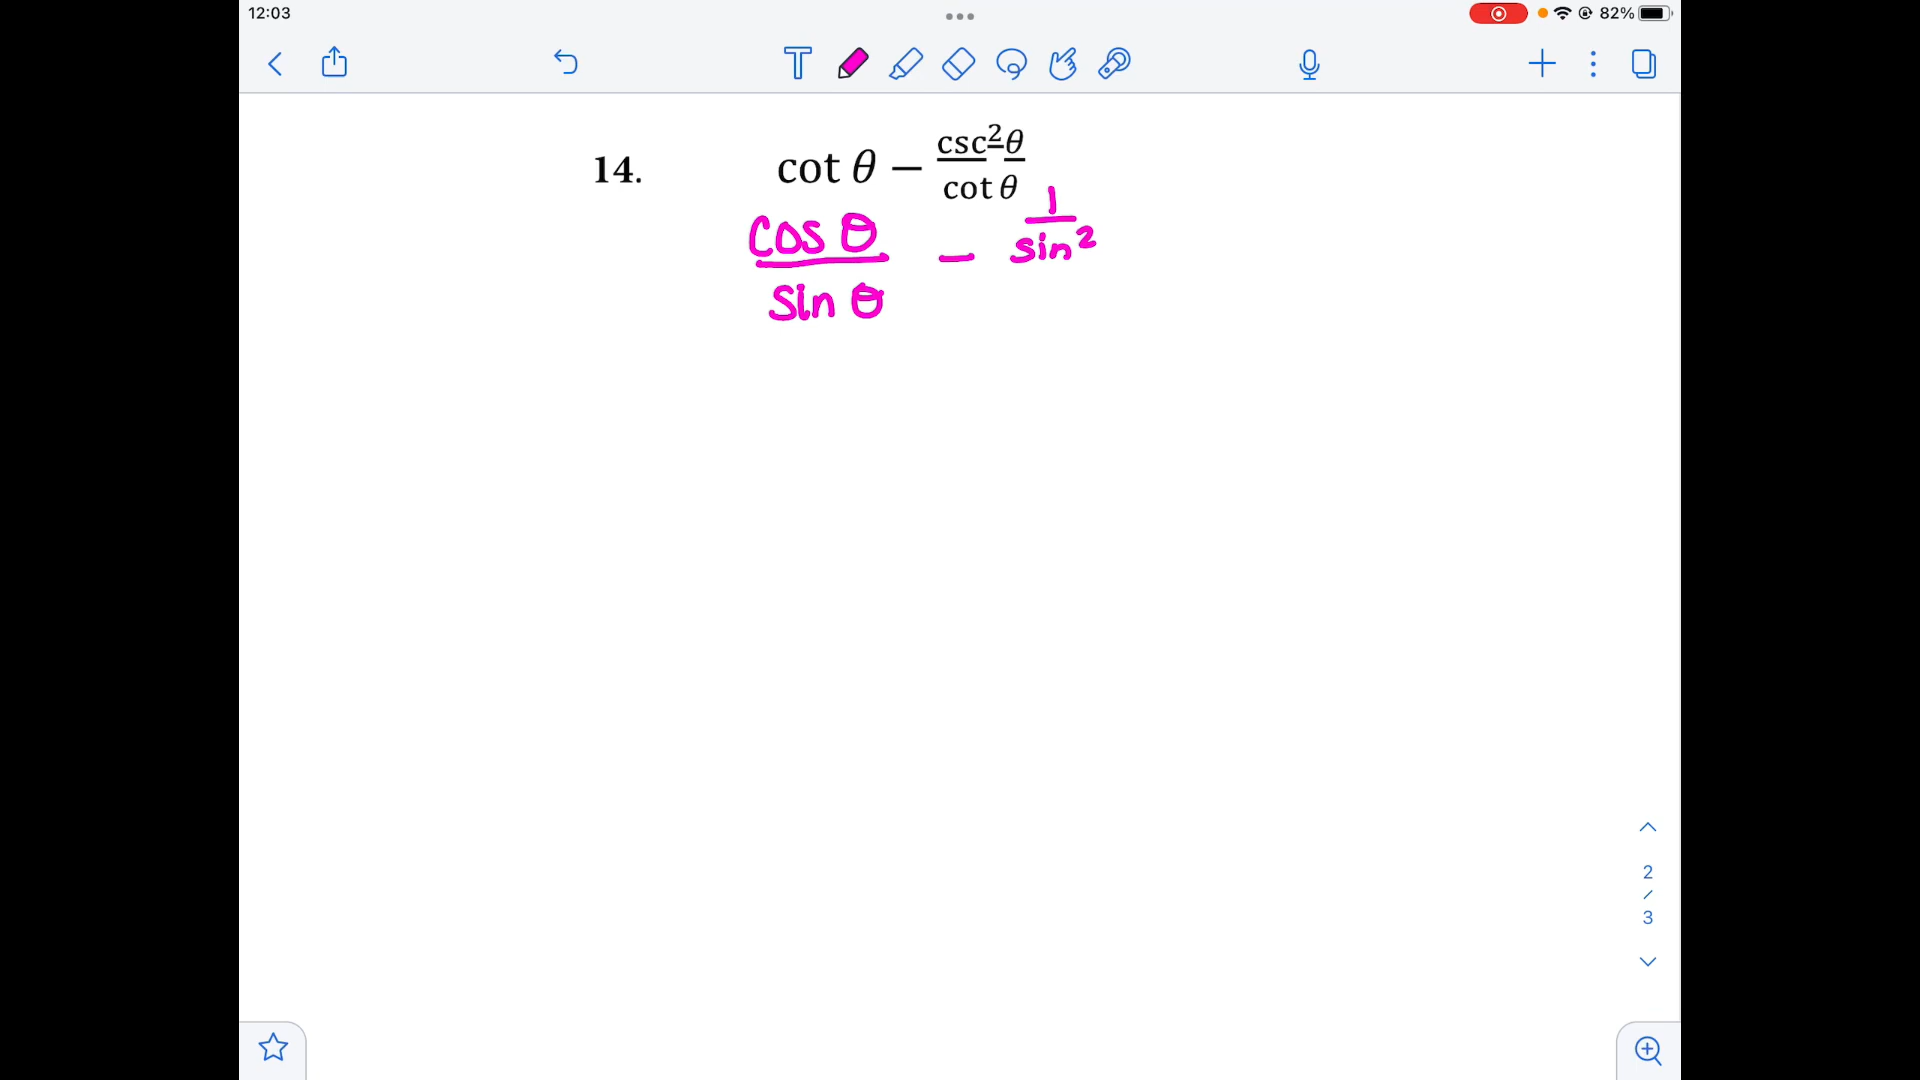 12:03
82%
14. cot θ − csc²θ / cot θ
cos θ / sin θ − 1 / sin²
2 / 3